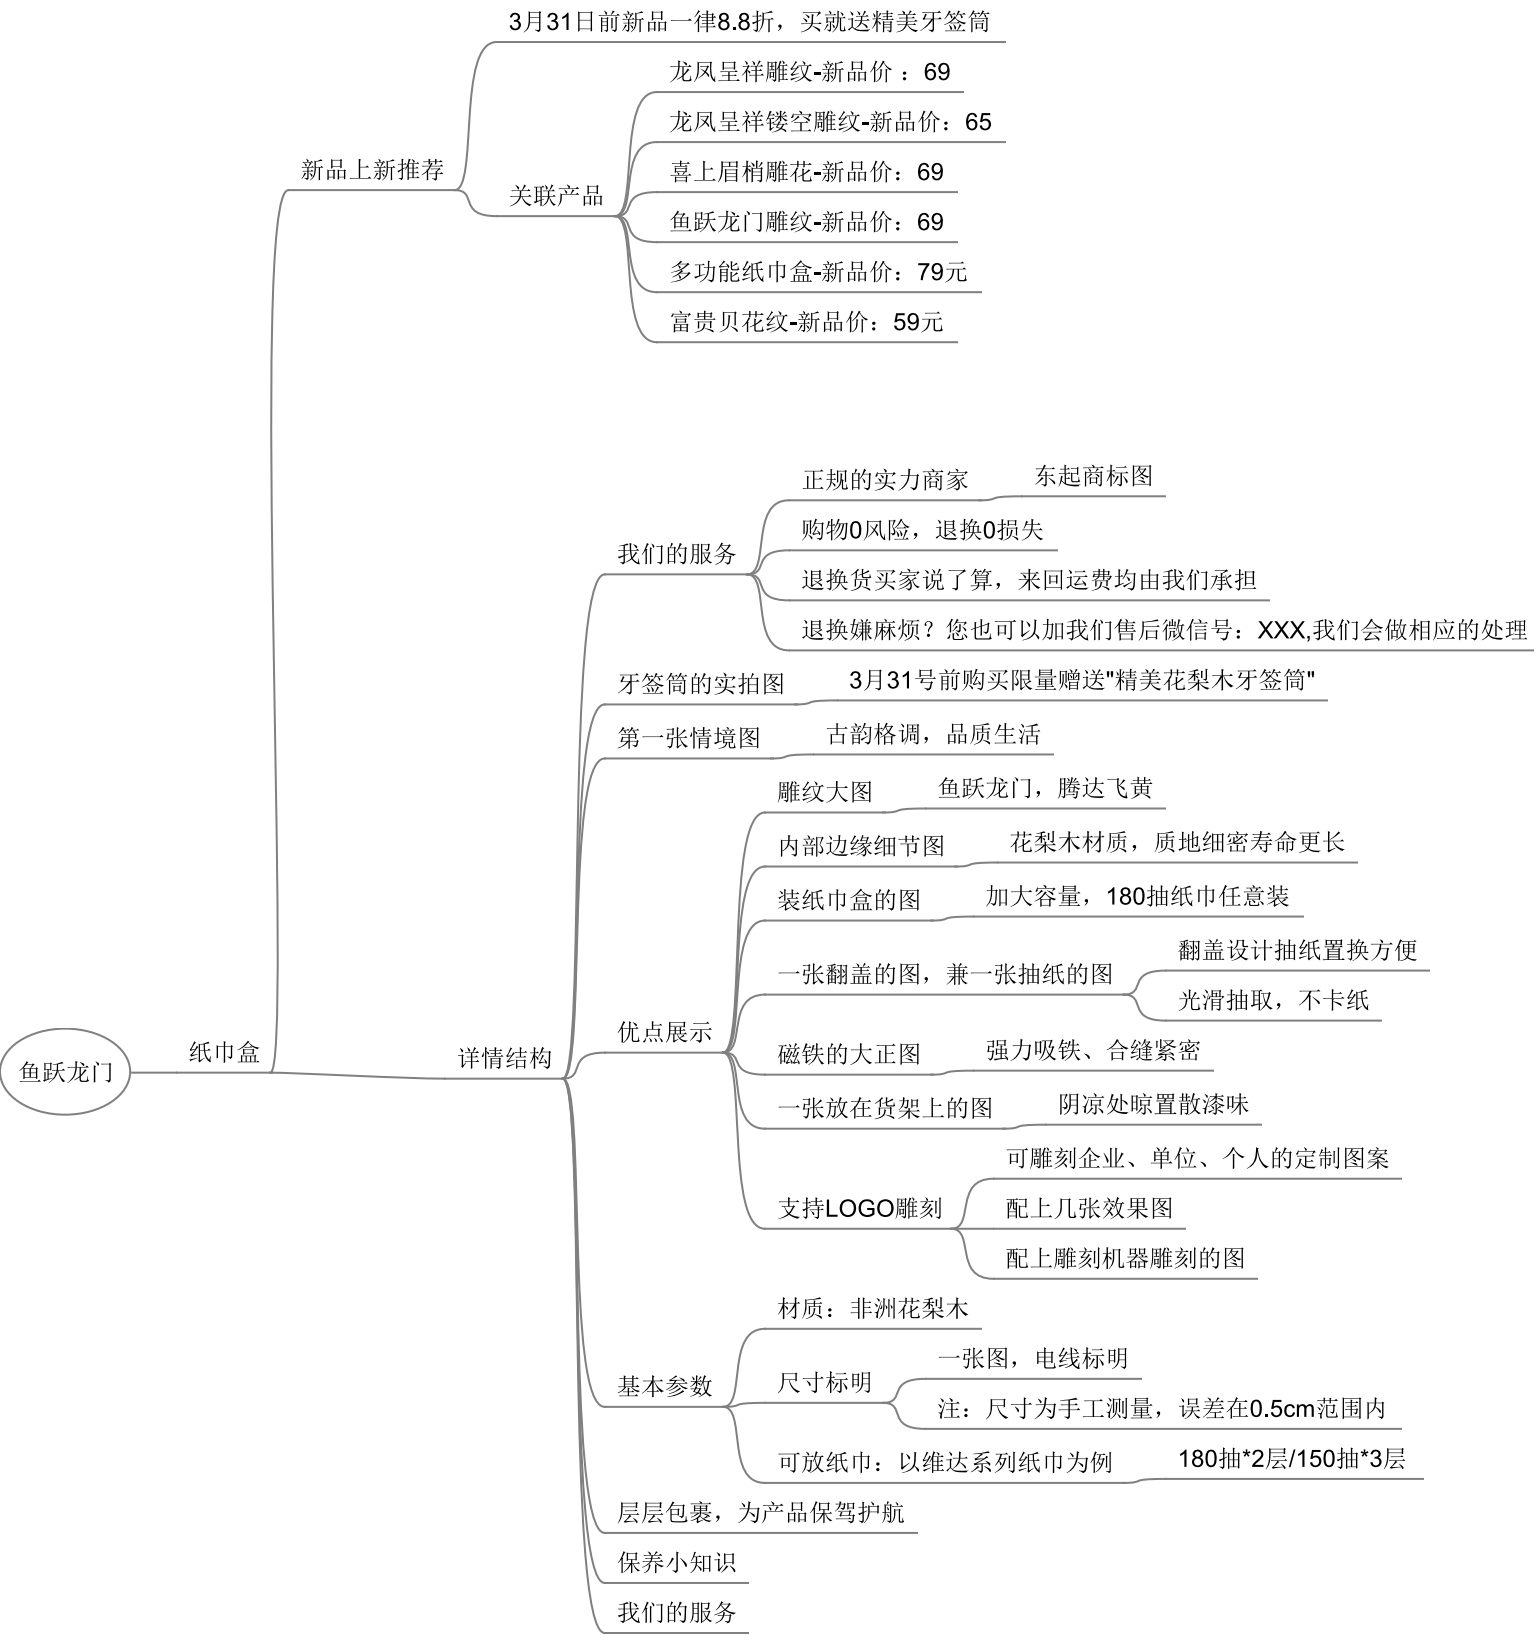 鱼跃龙门
纸巾盒
新品上新推荐
3月31日前新品一律8.8折，买就送精美牙签筒
关联产品
龙凤呈祥雕纹-新品价 ：69
龙凤呈祥镂空雕纹-新品价：65
喜上眉梢雕花-新品价：69
鱼跃龙门雕纹-新品价：69
多功能纸巾盒-新品价：79元
富贵贝花纹-新品价：59元
详情结构
我们的服务
正规的实力商家
东起商标图
购物0风险，退换0损失
退换货买家说了算，来回运费均由我们承担
退换嫌麻烦？您也可以加我们售后微信号：XXX,我们会做相应的处理
牙签筒的实拍图
3月31号前购买限量赠送"精美花梨木牙签筒"
第一张情境图
古韵格调，品质生活
优点展示
雕纹大图
鱼跃龙门，腾达飞黄
内部边缘细节图
花梨木材质，质地细密寿命更长
装纸巾盒的图
加大容量，180抽纸巾任意装
一张翻盖的图，兼一张抽纸的图
翻盖设计抽纸置换方便
光滑抽取，不卡纸
磁铁的大正图
强力吸铁、合缝紧密
一张放在货架上的图
阴凉处晾置散漆味
支持LOGO雕刻
可雕刻企业、单位、个人的定制图案
配上几张效果图
配上雕刻机器雕刻的图
基本参数
材质：非洲花梨木
尺寸标明
一张图，电线标明
注：尺寸为手工测量，误差在0.5cm范围内
可放纸巾：以维达系列纸巾为例
180抽*2层/150抽*3层
层层包裹，为产品保驾护航
保养小知识
我们的服务